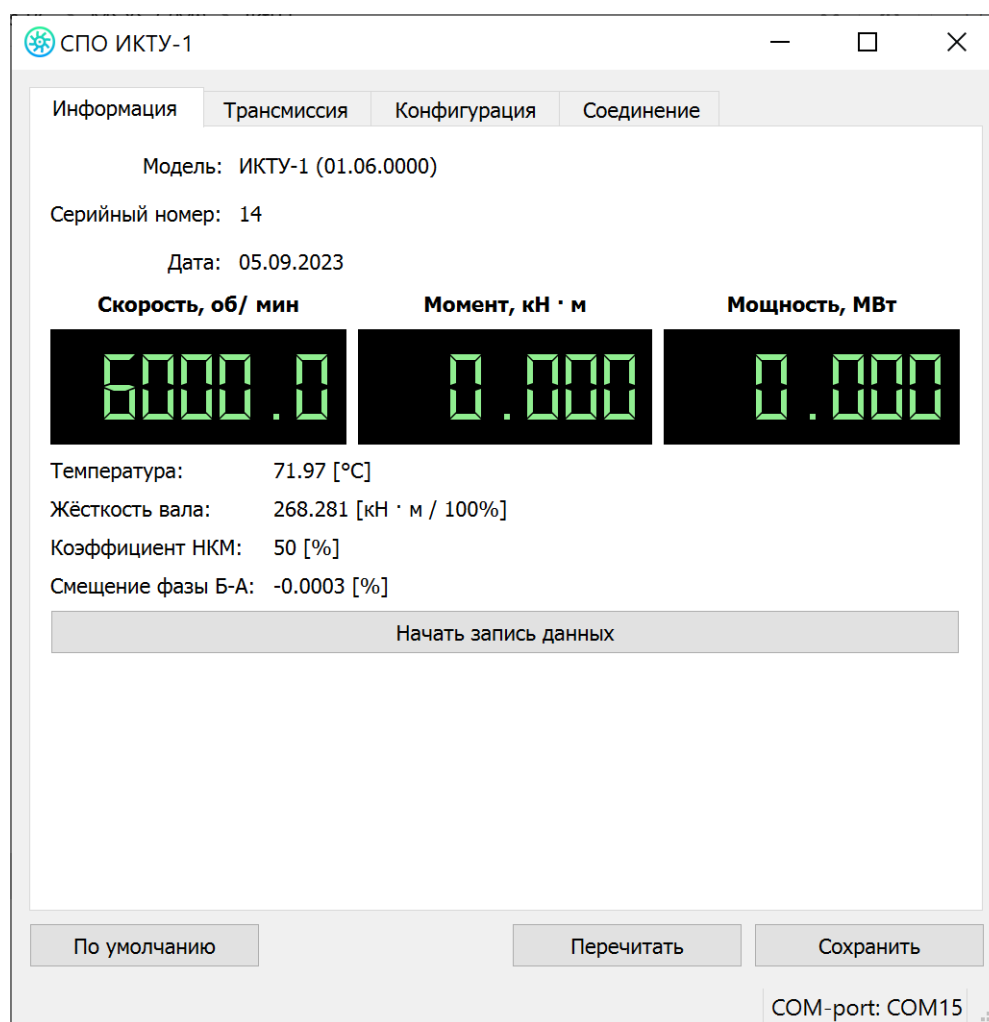 СПО ИКТУ-1
Информация Трансмиссия Конфигурация Соединение
Модель: ИКТУ-1 (01.06.0000)
Серийный номер: 14
Дата: 05.09.2023
Скорость, об/ мин Момент, кН · м Мощность, МВт
6000.0 0.000 0.000
Температура: 71.97 [°C]
Жёсткость вала: 268.281 [кН · м / 100%]
Коэффициент НКМ: 50 [%]
Смещение фазы Б-А: -0.0003 [%]
Начать запись данных
По умолчанию Перечитать Сохранить
COM-port: COM15